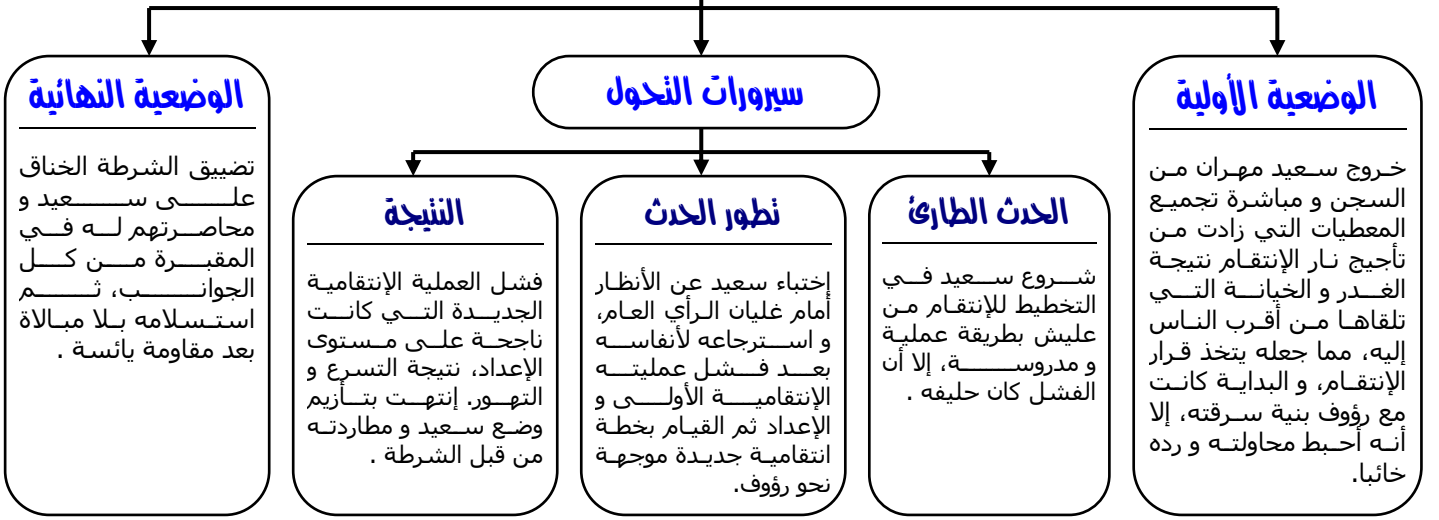 الوضعية الأولية
خروج سعيد مهران من
السجن و مباشرة تجميع
المعطيات التي زادت من
تأجيج نار الإنتقام نتيجة
الغدر و الخيانة التي
تلقاها من أقرب الناس
إليه، مما جعله يتخذ قرار
الإنتقام، و البداية كانت
مع رؤوف بنية سرقته، إلا
أنه أحبط محاولته و رده
خائبا.
سيرورات التحول
الحدث الطارئ
شروع سعيد في
التخطيط للإنتقام من
عليش بطريقة عملية
و مدروسة، إلا أن
الفشل كان حليفه .
تطور الحدث
إختباء سعيد عن الأنظار
أمام غليان الرأي العام،
و استرجاعه لأنفاسه
بعد فشل عمليته
الإنتقامية الأولى و
الإعداد ثم القيام بخطة
انتقامية جديدة موجهة
نحو رؤوف.
النتيجة
فشل العملية الإنتقامية
الجديدة التي كانت
ناجحة على مستوى
الإعداد، نتيجة التسرع و
التهور. إنتهت بتأزيم
وضع سعيد و مطاردته
من قبل الشرطة .
الوضعية النهائية
تضييق الشرطة الخناق
على سعيد و
محاصرتهم له في
المقبرة من كل
الجوانب، ثم
استسلامه بلا مبالاة
بعد مقاومة يائسة .